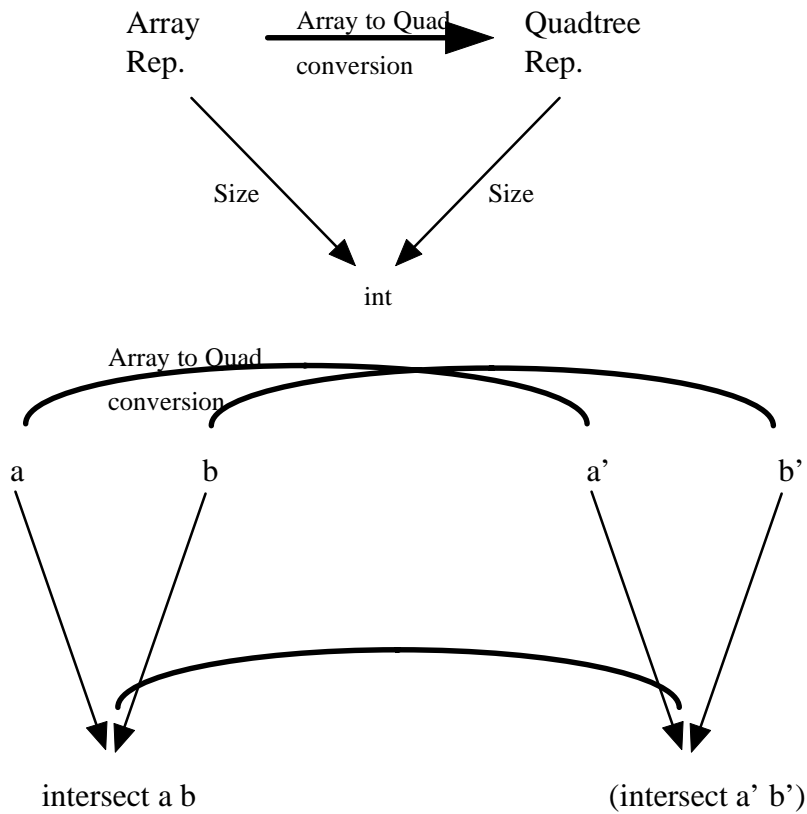 Array
Rep.
Array to Quad
conversion
Quadtree
Rep.
Size
Size
int
Array to Quad
conversion
a
b
a’
b’
intersect a b
(intersect a’ b’)